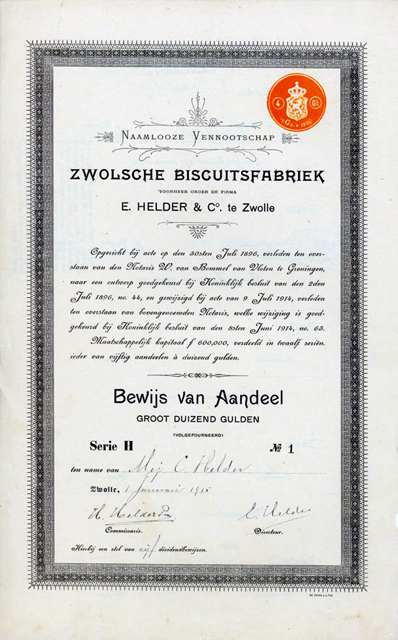 4 63
NAAMLOOZE VENNOOTSCHAP
ZWOLSCHE BISCUITSFABRIEK
VOORHEEN ONDER DE FIRMA
E. HELDER & Co. te Zwolle
Opgericht bij acte op den 30sten Juli 1896, verleden ten over-
staan van den Notaris W. van Bommel van Vloten te Groningen,
naar een ontwerp goedgekeurd bij Koninklijk besluit van den 2den
Juli 1896, no. 44, en gewijzigd bij acte van 9 Juli 1914, verleden
ten overstaan van bovengenoemden Notaris, welke wijziging is goed-
gekeurd bij Koninklijk besluit van den 8sten Juni 1914, no. 63.
Maatschappelijk kapitaal f 600,000, verdeeld in twaalf seriën,
ieder van vijftig aandeelen à duizend gulden.
Bewijs van Aandeel
GROOT DUIZEND GULDEN
(VOLGEFOURNEERD)
Serie H № 1
ten name van Mej C. Helder
Zwolle, 1 Januari 1915
H. Helder C. Helder
Commissaris. Directeur.
Hierbij een stel van vijf dividendbewijzen.